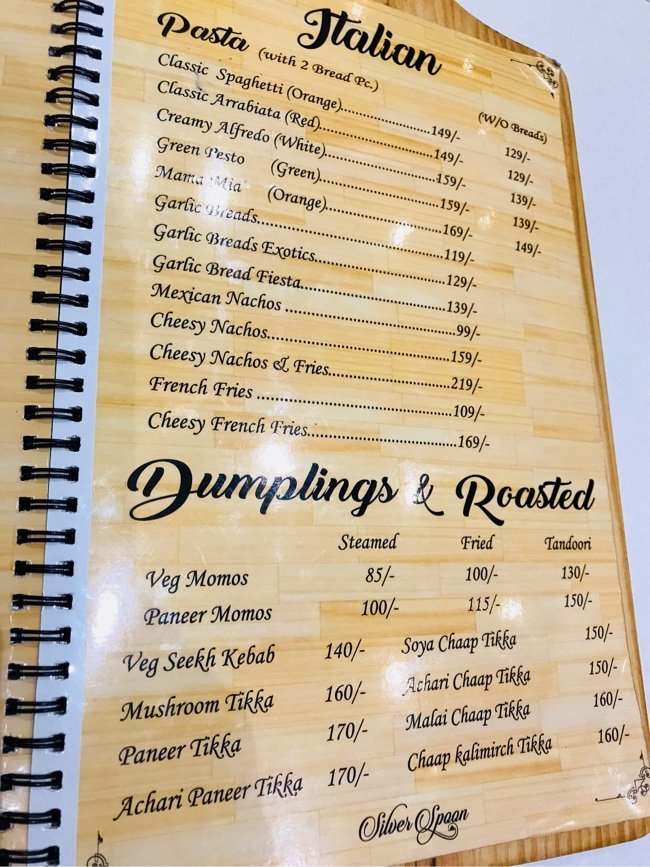 Italian
Pasta (with 2 Bread Pc.)
(W/O Breads)
Classic Spaghetti (Orange)........................149/- 129/-
Classic Arrabiata (Red)..............................149/- 129/-
Creamy Alfredo (White)..............................159/- 139/-
Green Pesto (Green)..............................159/- 139/-
Mama Mia (Orange)..............................169/- 149/-
Garlic Breads..................................................119/-
Garlic Breads Exotics...................................129/-
Garlic Bread Fiesta.......................................139/-
Mexican Nachos ...........................................99/-
Cheesy Nachos...............................................159/-
Cheesy Nachos & Fries................................219/-
French Fries ..................................................109/-
Cheesy French Fries.....................................169/-
Dumplings & Roasted
Steamed Fried Tandoori
Veg Momos 85/- 100/- 130/-
Paneer Momos 100/- 115/- 150/-
Veg Seekh Kebab 140/- Soya Chaap Tikka 150/-
Mushroom Tikka 160/- Achari Chaap Tikka 150/-
Paneer Tikka 170/- Malai Chaap Tikka 160/-
Achari Paneer Tikka 170/- Chaap kalimirch Tikka 160/-
Silver Spoon